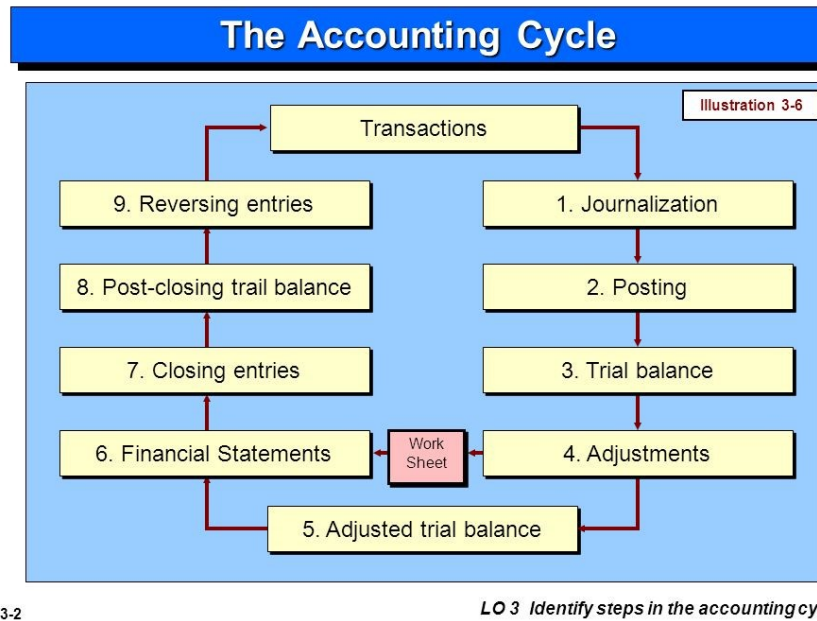 The Accounting Cycle
Illustration 3-6
Transactions
1. Journalization
2. Posting
3. Trial balance
4. Adjustments
Work
Sheet
5. Adjusted trial balance
6. Financial Statements
7. Closing entries
8. Post-closing trail balance
9. Reversing entries
3-2
LO 3 Identify steps in the accounting cy